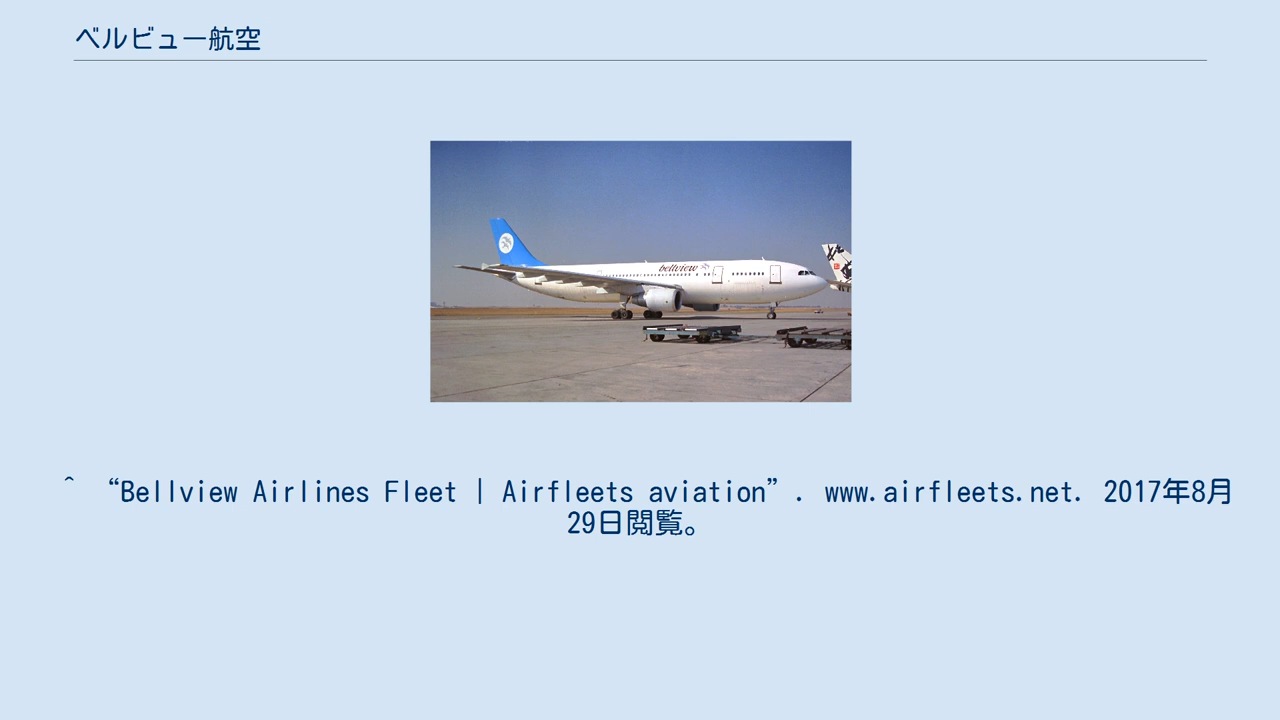 ベルビュー航空
bellview
^ “Bellview Airlines Fleet | Airfleets aviation”. www.airfleets.net. 2017年8月
29日閲覧。